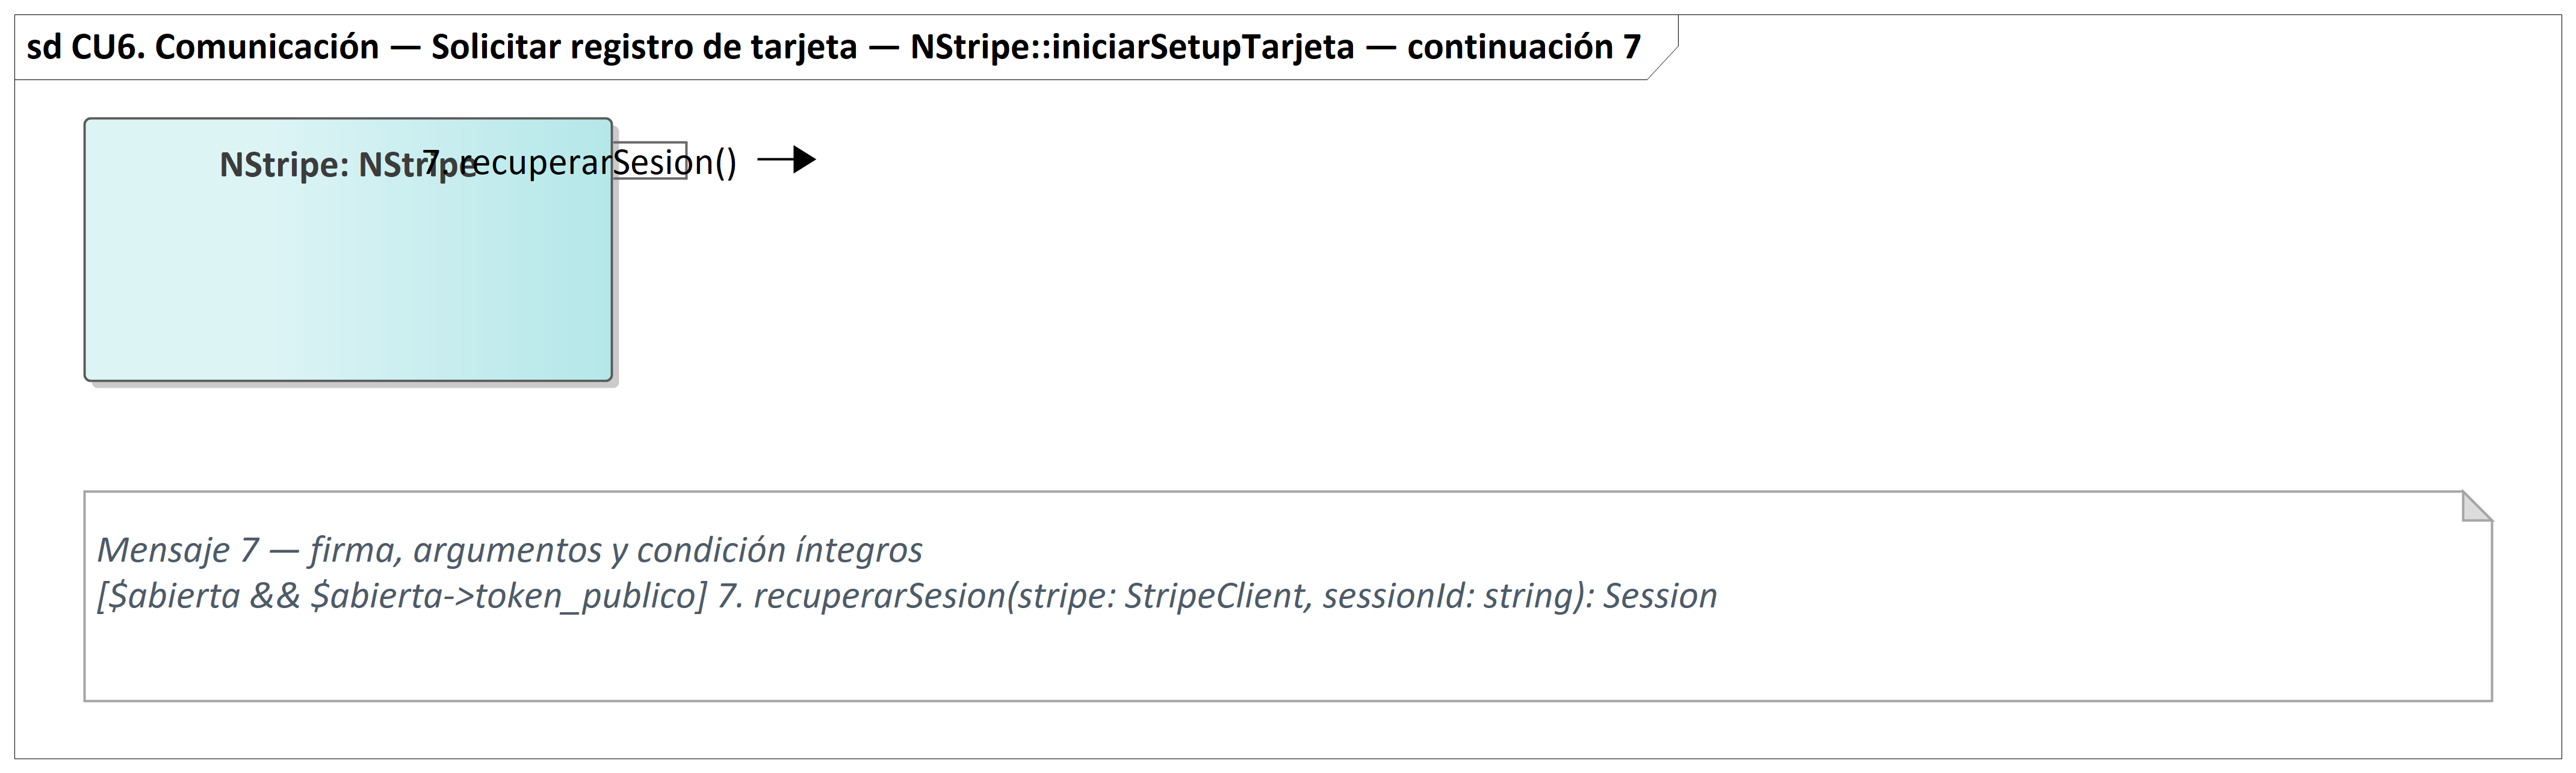 sd CU6. Comunicación — Solicitar registro de tarjeta — NStripe::iniciarSetupTarjeta — continuación 7
NStripe: NStripe
7. recuperarSesion()
Mensaje 7 — firma, argumentos y condición íntegros
[$abierta && $abierta->token_publico] 7. recuperarSesion(stripe: StripeClient, sessionId: string): Session